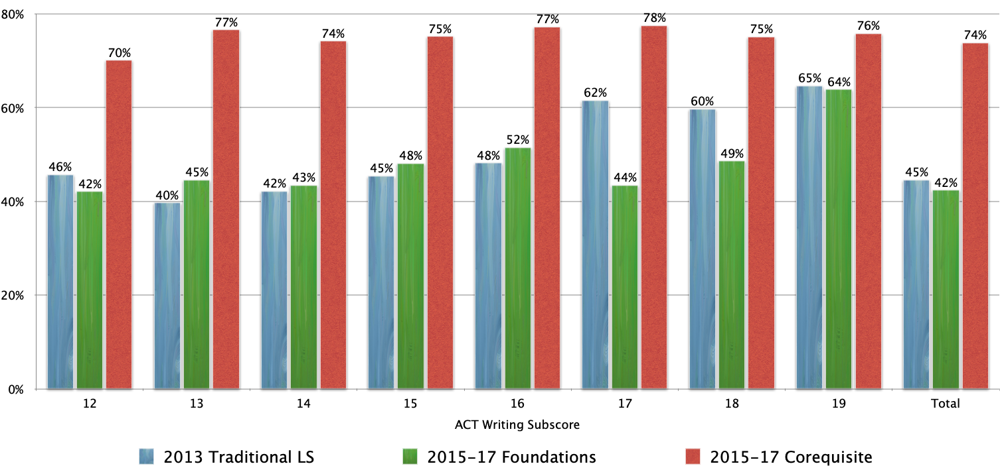 80%
60%
40%
20%
0%
46% 42% 70%
40% 45% 77%
42% 43% 74%
45% 48% 75%
48% 52% 77%
62% 44% 78%
60% 49% 75%
65% 64% 76%
45% 42% 74%
12 13 14 15 16 17 18 19 Total
ACT Writing Subscore
2013 Traditional LS 2015-17 Foundations 2015-17 Corequisite